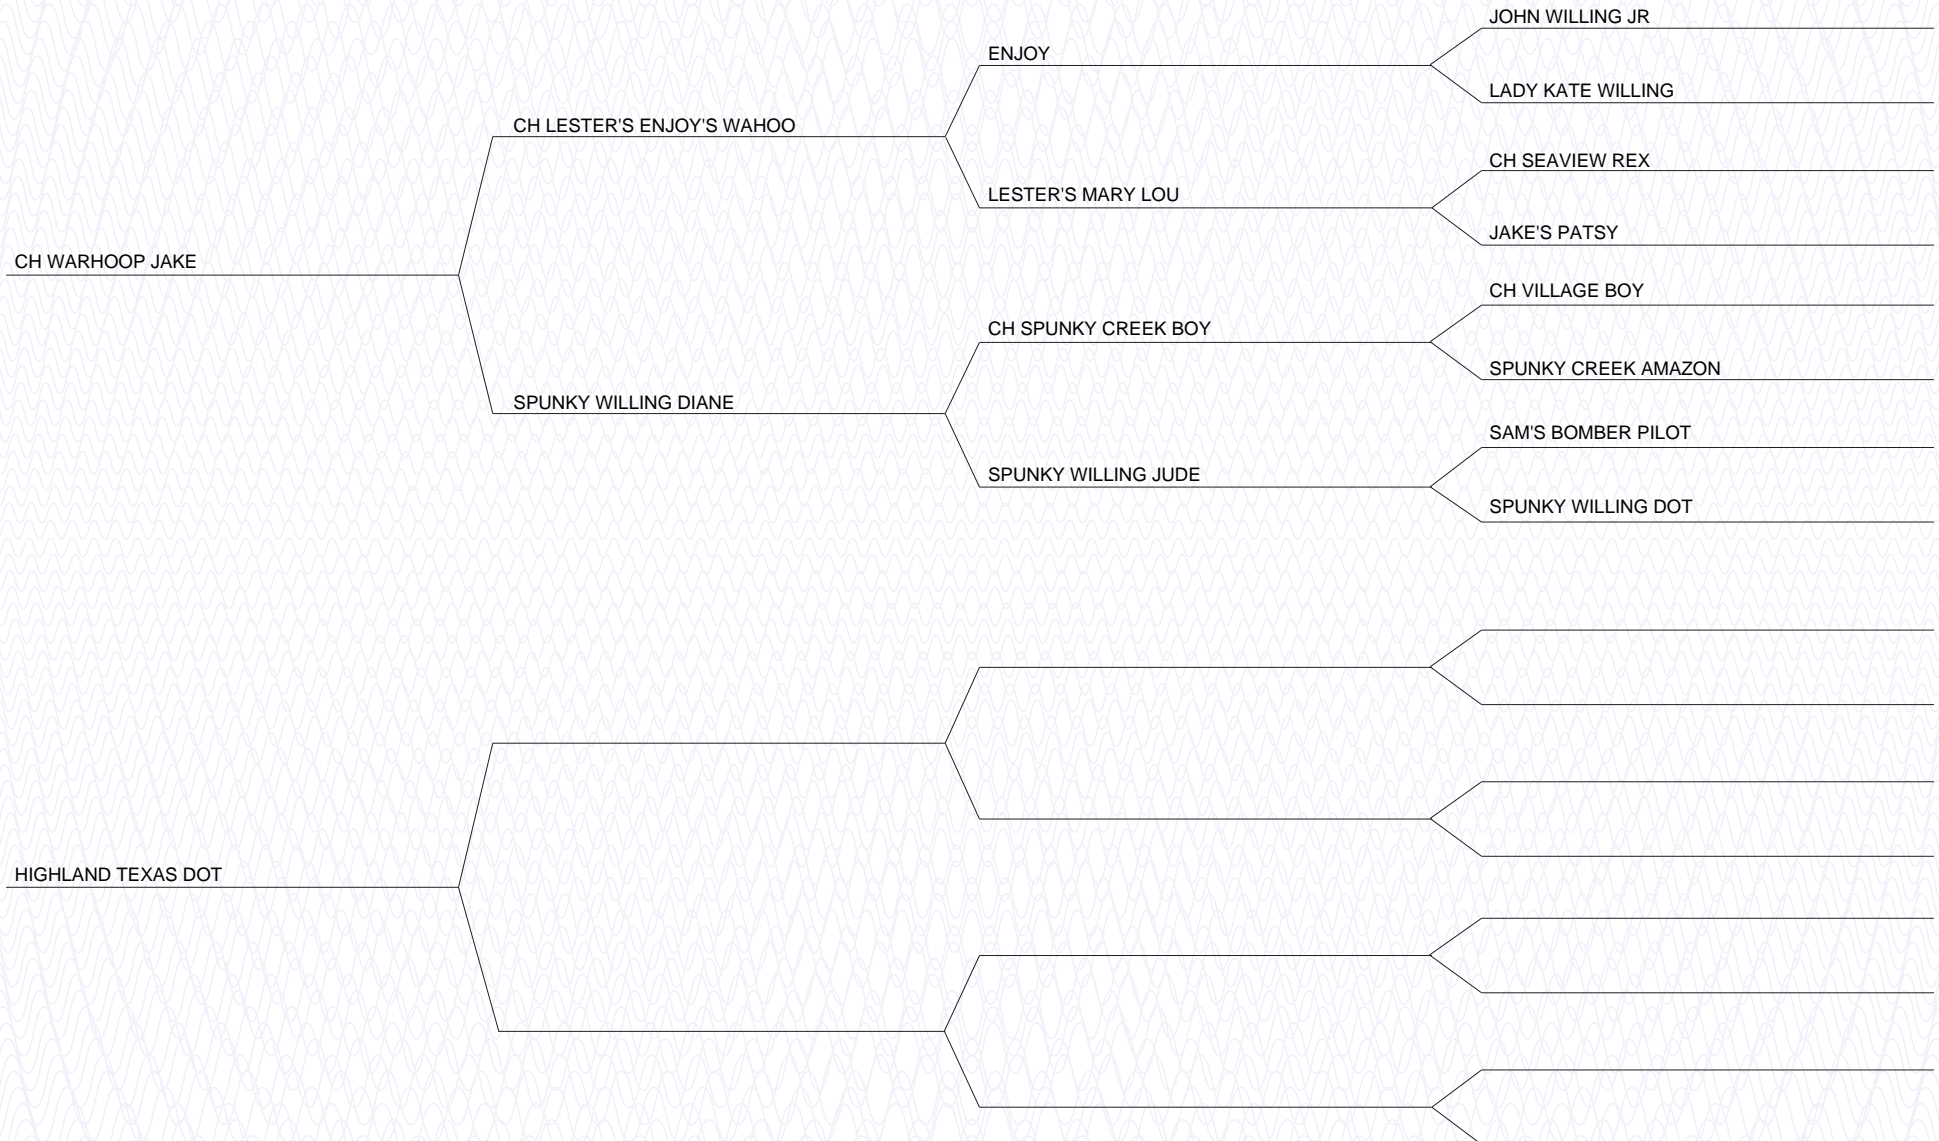 JOHN WILLING JR
ENJOY
LADY KATE WILLING
CH LESTER'S ENJOY'S WAHOO
CH SEAVIEW REX
LESTER'S MARY LOU
JAKE'S PATSY
CH WARHOOP JAKE
CH VILLAGE BOY
CH SPUNKY CREEK BOY
SPUNKY CREEK AMAZON
SPUNKY WILLING DIANE
SAM'S BOMBER PILOT
SPUNKY WILLING JUDE
SPUNKY WILLING DOT
HIGHLAND TEXAS DOT